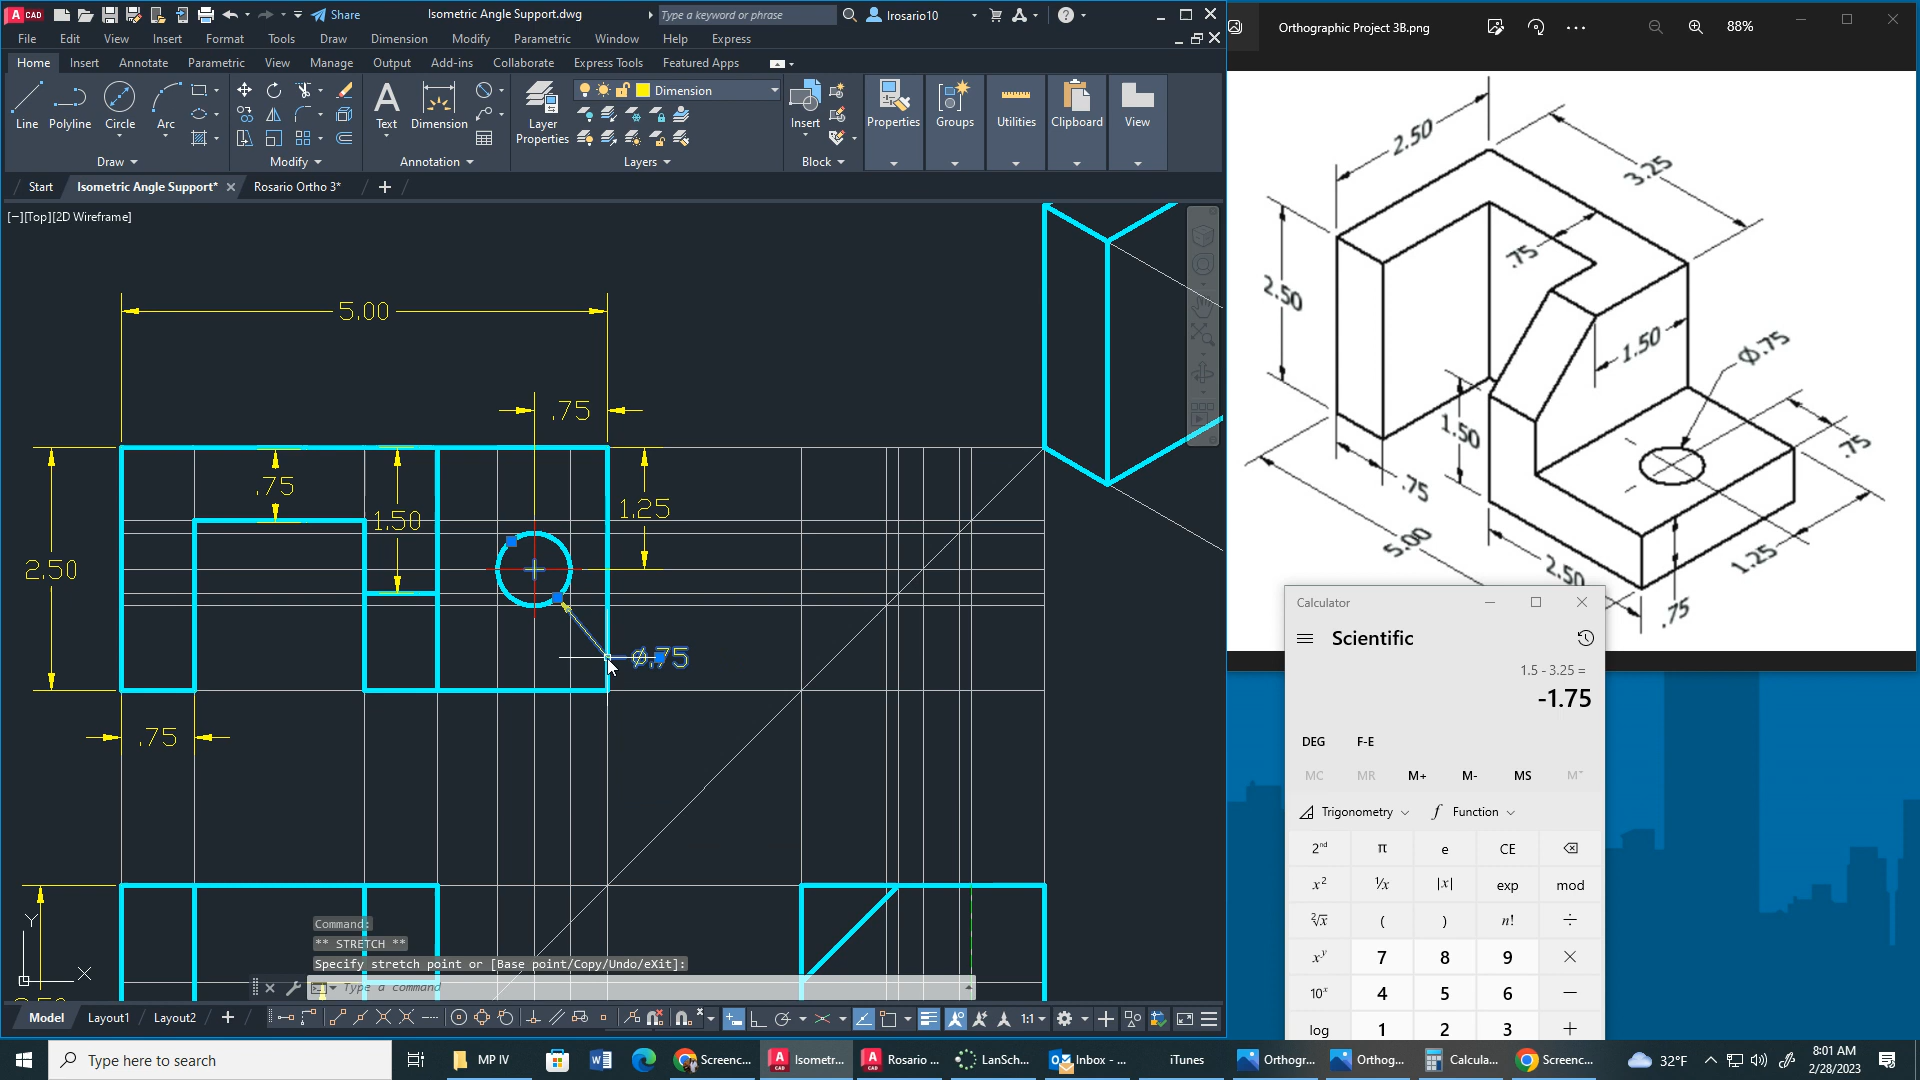 A CAD
Share
Isometric Angle Support.dwg
Type a keyword or phrase
lrosario10
File Edit View Insert Format Tools Draw Dimension Modify Parametric Window Help Express
Home Insert Annotate Parametric View Manage Output Add-ins Collaborate Express Tools Featured Apps
Line Polyline Circle Arc
Text Dimension
Layer Properties
Dimension
Insert
Properties Groups Utilities Clipboard View
Draw Modify Annotation Layers Block
Start Isometric Angle Support* Rosario Ortho 3*
[−][Top][2D Wireframe]
5.00
.75
.75
1.50
1.25
2.50
Ø.75
.75
Y
X
2.50
Command:
** STRETCH **
Specify stretch point or [Base point/Copy/Undo/eXit]:
Type a command
Model Layout1 Layout2
1:1
Orthographic Project 3B.png
88%
2.50
3.25
.75
2.50
1.50
Ø.75
1.50
.75
.75
5.00
2.50
1.25
.75
Calculator
Scientific
1.5 - 3.25 =
-1.75
DEG F-E
MC MR M+ M- MS M˅
Trigonometry f Function
2ⁿᵈ π e CE
x² ¹/x |x| exp mod
²√x ( ) n! ÷
xʸ 7 8 9 ×
10ˣ 4 5 6 −
log 1 2 3 +
Type here to search
MP IV
Screenc...
Isometr...
Rosario ...
LanSch...
Inbox - ...
iTunes
Orthogr...
Orthog...
Calcula...
Screenc...
32°F
8:01 AM
2/28/2023